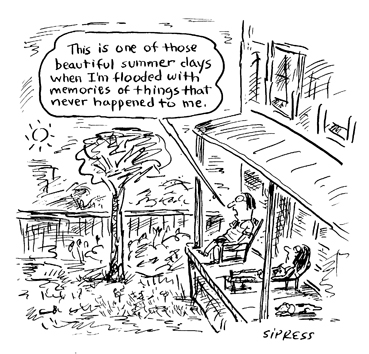 This is one of those
beautiful summer days
when I'm flooded with
memories of things that
never happened to me.
SIPRESS